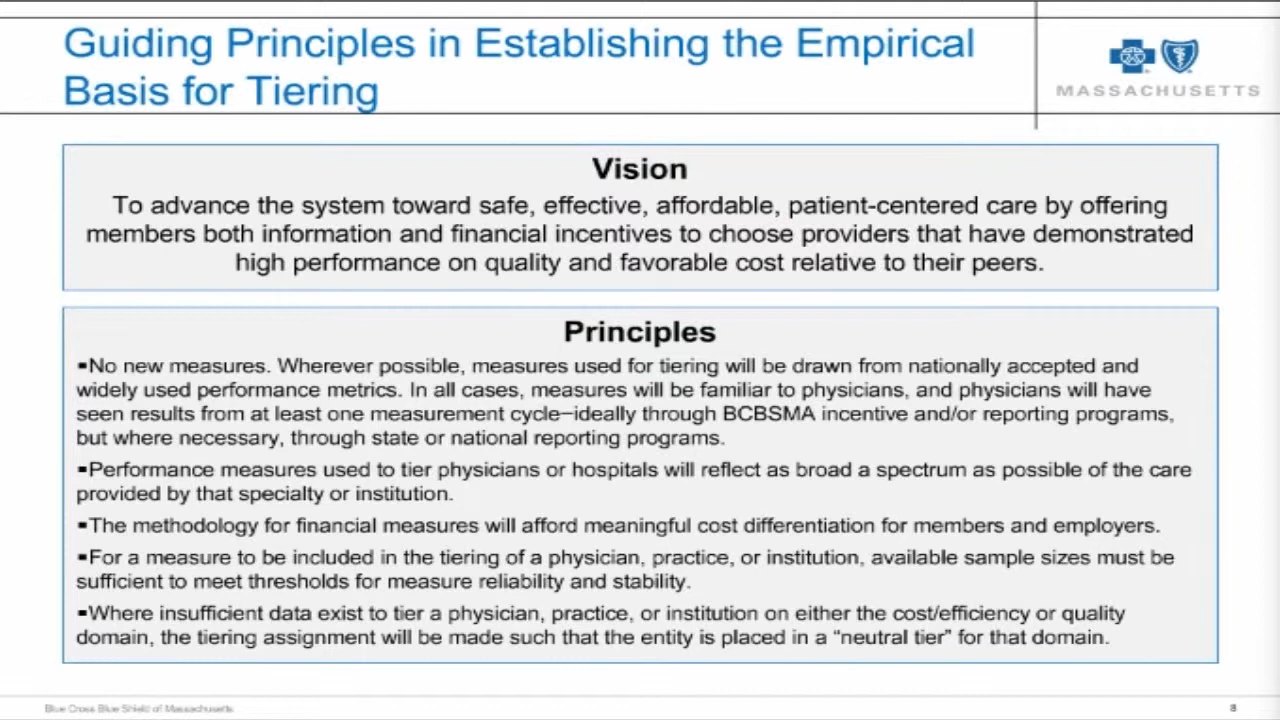 Guiding Principles in Establishing the Empirical
Basis for Tiering
MASSACHUSETTS
Vision
To advance the system toward safe, effective, affordable, patient-centered care by offering
members both information and financial incentives to choose providers that have demonstrated
high performance on quality and favorable cost relative to their peers.
Principles
▪No new measures. Wherever possible, measures used for tiering will be drawn from nationally accepted and
widely used performance metrics. In all cases, measures will be familiar to physicians, and physicians will have
seen results from at least one measurement cycle–ideally through BCBSMA incentive and/or reporting programs,
but where necessary, through state or national reporting programs.
▪Performance measures used to tier physicians or hospitals will reflect as broad a spectrum as possible of the care
provided by that specialty or institution.
▪The methodology for financial measures will afford meaningful cost differentiation for members and employers.
▪For a measure to be included in the tiering of a physician, practice, or institution, available sample sizes must be
sufficient to meet thresholds for measure reliability and stability.
▪Where insufficient data exist to tier a physician, practice, or institution on either the cost/efficiency or quality
domain, the tiering assignment will be made such that the entity is placed in a “neutral tier” for that domain.
Blue Cross Blue Shield of Massachusetts
8